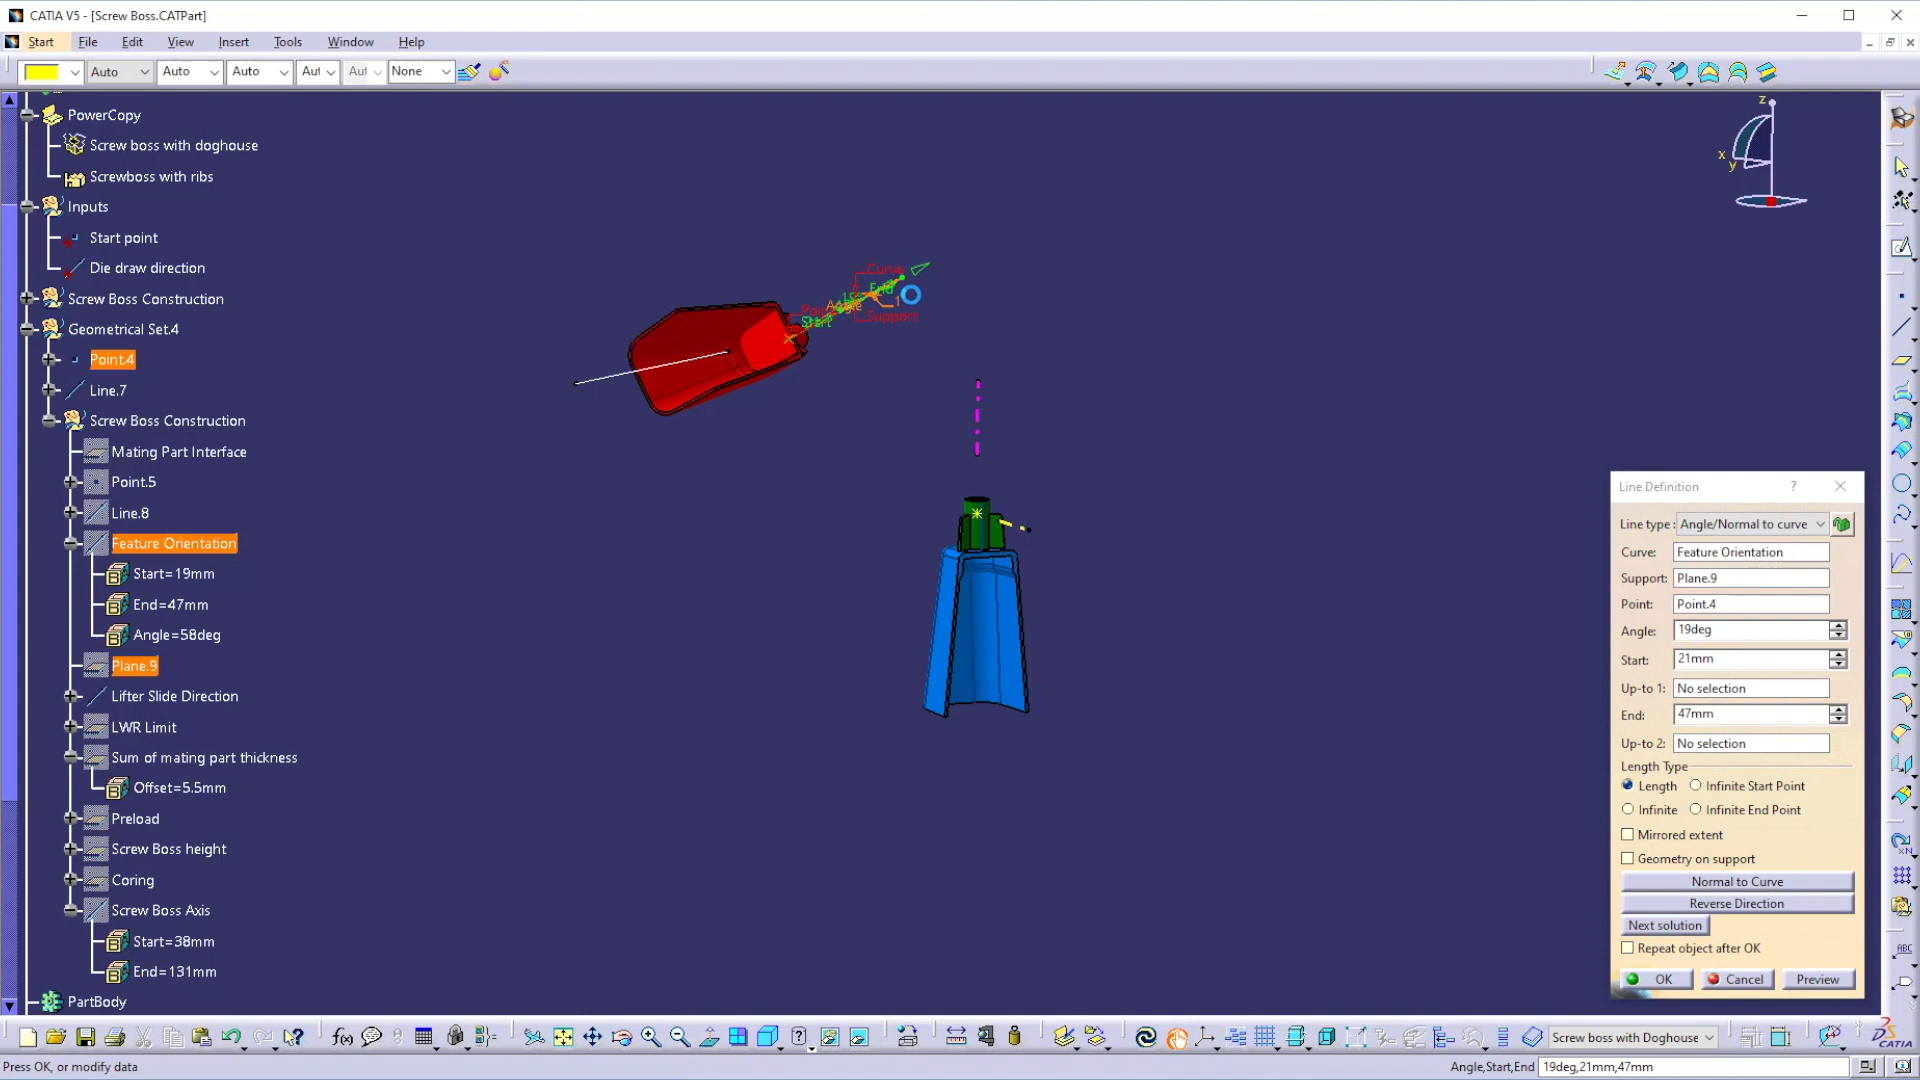 CATIA V5 - [Screw Boss.CATPart]
Start File Edit View Insert Tools Window Help
Auto Auto Auto Aut Aut None
PowerCopy
Screw boss with doghouse
Screwboss with ribs
Inputs
Start point
Die draw direction
Screw Boss Construction
Geometrical Set.4
Point.4
Line.7
Screw Boss Construction
Mating Part Interface
Point.5
Line.8
Feature Orientation
Start=19mm
End=47mm
Angle=58deg
Plane.9
Lifter Slide Direction
LWR Limit
Sum of mating part thickness
Offset=5.5mm
Preload
Screw Boss height
Coring
Screw Boss Axis
Start=38mm
End=131mm
PartBody
Curve
End
Angle
1
Start
Support
z
x
y
Line Definition ?
Line type : Angle/Normal to curve
Curve: Feature Orientation
Support: Plane.9
Point: Point.4
Angle: 19deg
Start: 21mm
Up-to 1: No selection
End: 47mm
Up-to 2: No selection
Length Type
Length Infinite Start Point
Infinite Infinite End Point
Mirrored extent
Geometry on support
Normal to Curve
Reverse Direction
Next solution
Repeat object after OK
OK Cancel Preview
Screw boss with Doghouse
CATIA
Press OK, or modify data
Angle,Start,End 19deg,21mm,47mm